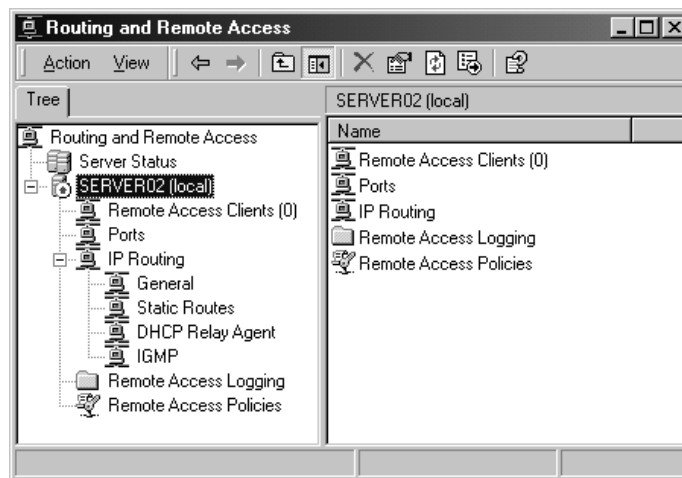 Routing and Remote Access
Action View
Tree
SERVER02 (local)
Routing and Remote Access
Server Status
SERVER02 (local)
Remote Access Clients (0)
Ports
IP Routing
General
Static Routes
DHCP Relay Agent
IGMP
Remote Access Logging
Remote Access Policies
Name
Remote Access Clients (0)
Ports
IP Routing
Remote Access Logging
Remote Access Policies